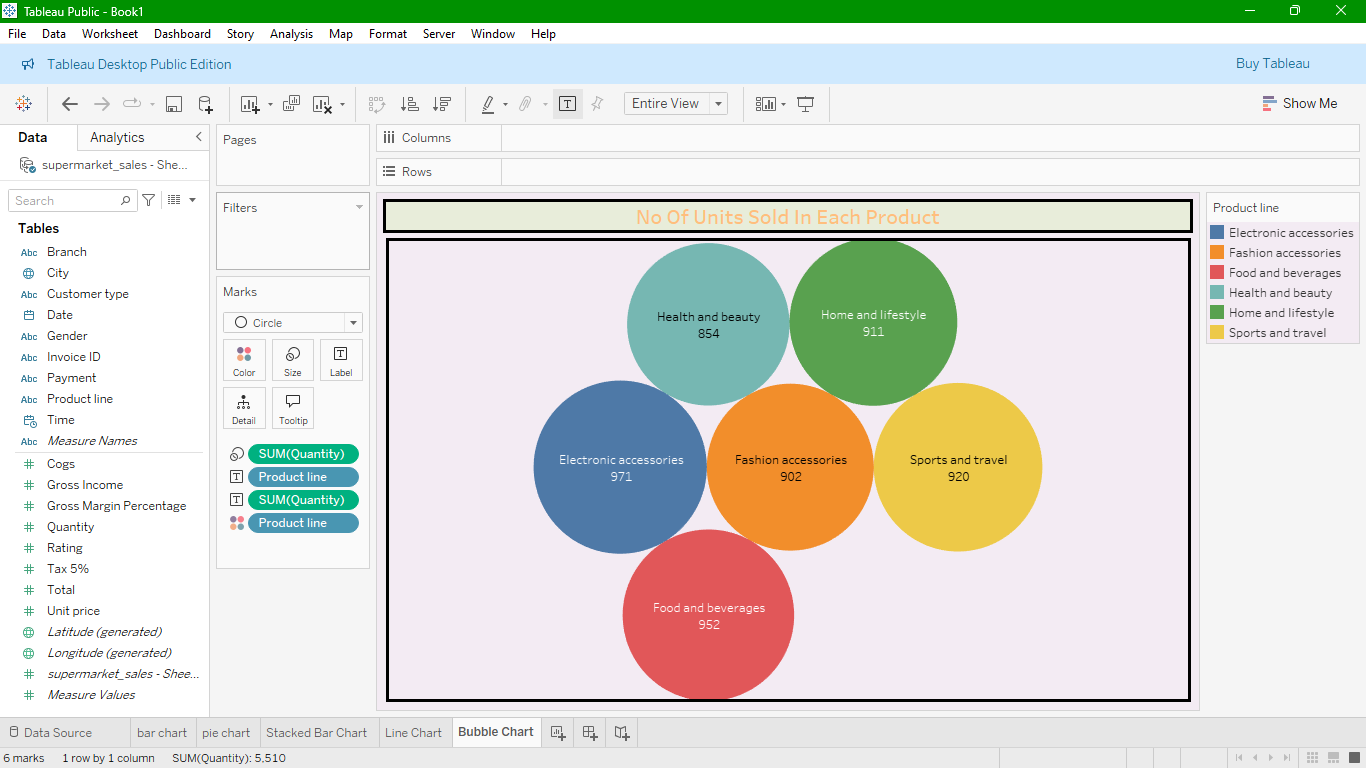 Tableau Public - Book1
File Data Worksheet Dashboard Story Analysis Map Format Server Window Help
Tableau Desktop Public Edition
Buy Tableau
Entire View
Show Me
Data
Analytics
supermarket_sales - She...
Search
Tables
Abc Branch
City
Abc Customer type
Date
Abc Gender
Abc Invoice ID
Abc Payment
Abc Product line
Time
Abc Measure Names
# Cogs
# Gross Income
# Gross Margin Percentage
# Quantity
# Rating
# Tax 5%
# Total
# Unit price
Latitude (generated)
Longitude (generated)
# supermarket_sales - Shee...
# Measure Values
Pages
Filters
Marks
Circle
Color
Size
T
Label
Detail
Tooltip
SUM(Quantity)
T Product line
T SUM(Quantity)
Product line
Columns
Rows
No Of Units Sold In Each Product
Health and beauty
854
Home and lifestyle
911
Electronic accessories
971
Fashion accessories
902
Sports and travel
920
Food and beverages
952
Product line
Electronic accessories
Fashion accessories
Food and beverages
Health and beauty
Home and lifestyle
Sports and travel
Data Source
bar chart
pie chart
Stacked Bar Chart
Line Chart
Bubble Chart
6 marks
1 row by 1 column
SUM(Quantity): 5,510